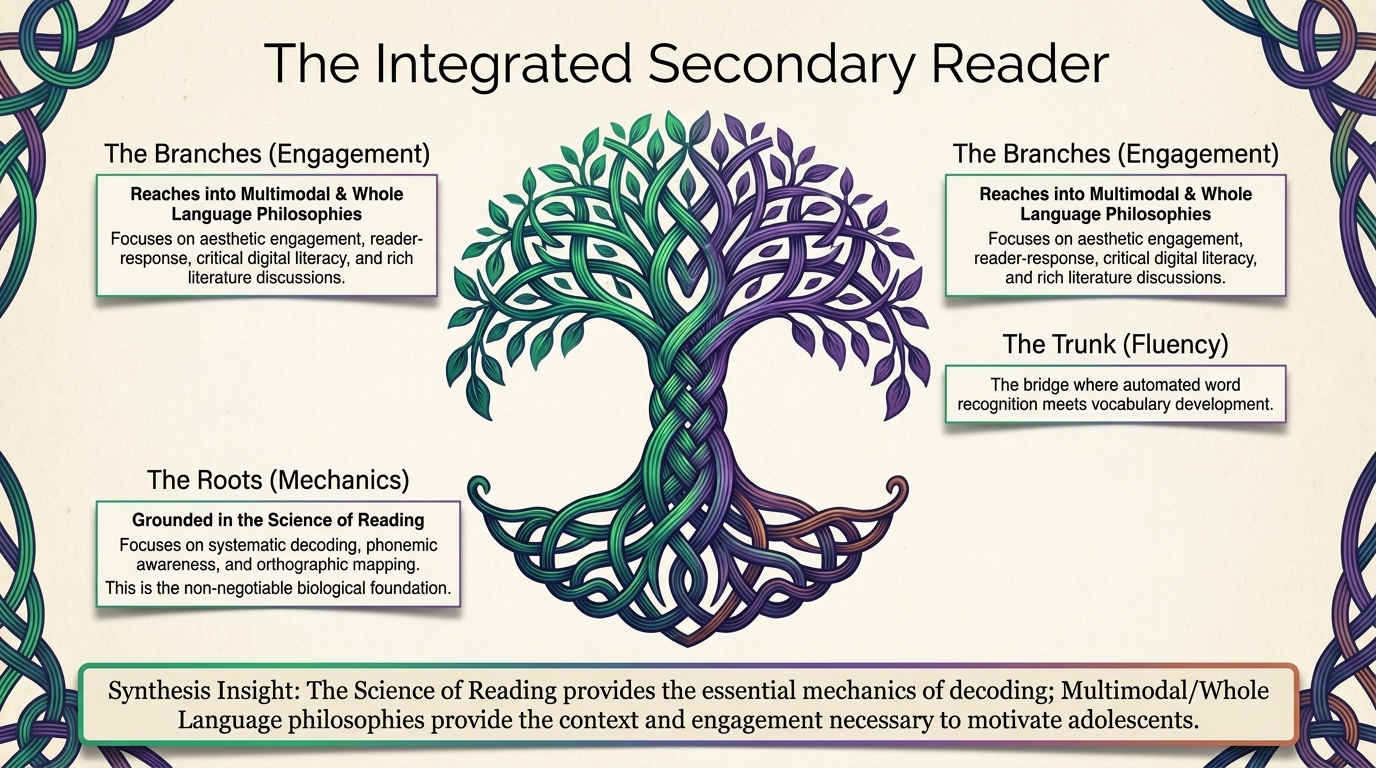 The Integrated Secondary Reader
The Branches (Engagement)
Reaches into Multimodal & Whole
Language Philosophies
Focuses on aesthetic engagement, reader-
response, critical digital literacy, and rich
literature discussions.
The Branches (Engagement)
Reaches into Multimodal & Whole
Language Philosophies
Focuses on aesthetic engagement,
reader-response, critical digital literacy,
and rich literature discussions.
The Trunk (Fluency)
The bridge where automated word
recognition meets vocabulary development.
The Roots (Mechanics)
Grounded in the Science of Reading
Focuses on systematic decoding, phonemic
awareness, and orthographic mapping.
This is the non-negotiable biological foundation.
Synthesis Insight: The Science of Reading provides the essential mechanics of decoding; Multimodal/Whole
Language philosophies provide the context and engagement necessary to motivate adolescents.